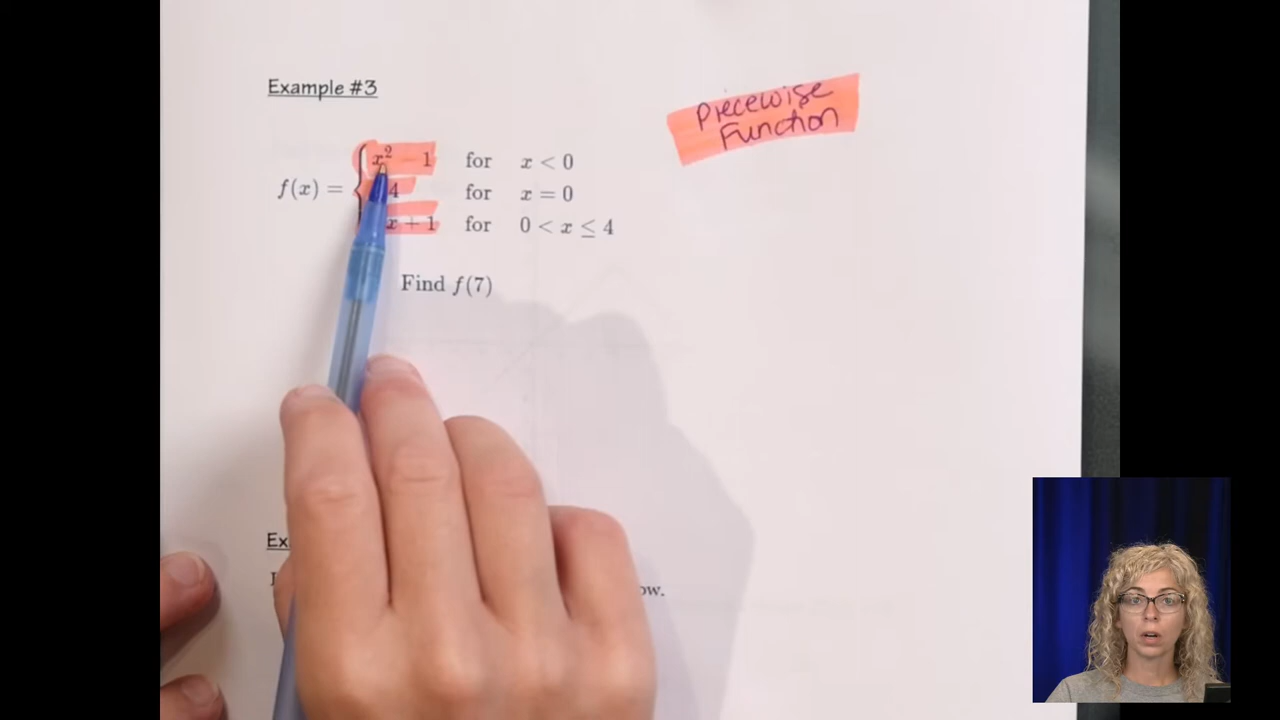 Example #3
Piecewise
Function
x² − 1 for x < 0
f(x) = 4 for x = 0
x + 1 for 0 < x ≤ 4
Find f(7)